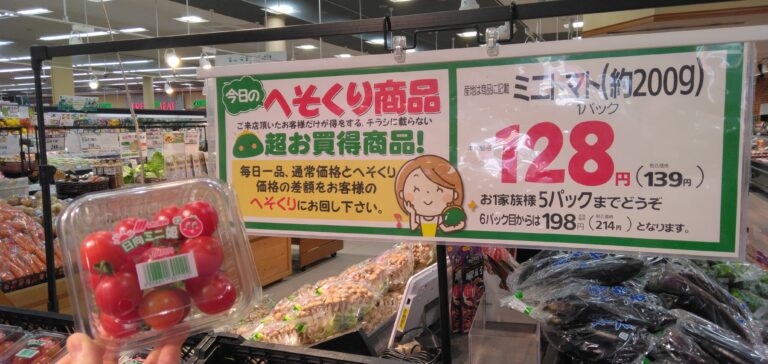 今日の
へそくり商品
ご来店頂いたお客様だけが得をする、チラシに載らない
超お買得商品!
毎日一品、通常価格とへそくり
価格の差額をお客様の
へそくりにお回し下さい。
産地は商品に記載
ミニトマト(約200g)
1パック
128円
税込価格
(139円)
お1家族様5パックまでどうぞ
6パック目からは198円
税込価格
(214円)となります。
日向ミニ姫